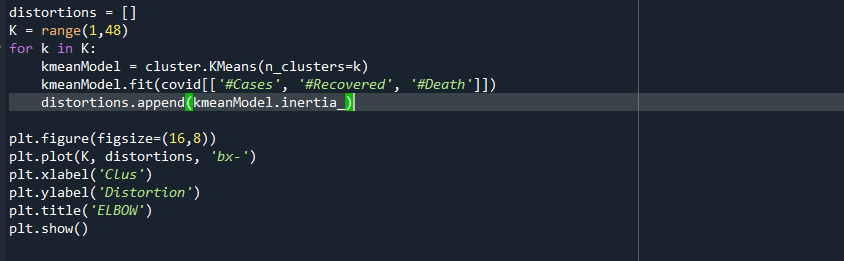 distortions = []
K = range(1,48)
for k in K:
    kmeanModel = cluster.KMeans(n_clusters=k)
    kmeanModel.fit(covid[['#Cases', '#Recovered', '#Death']])
    distortions.append(kmeanModel.inertia_)
plt.figure(figsize=(16,8))
plt.plot(K, distortions, 'bx-')
plt.xlabel('Clus')
plt.ylabel('Distortion')
plt.title('ELBOW')
plt.show()